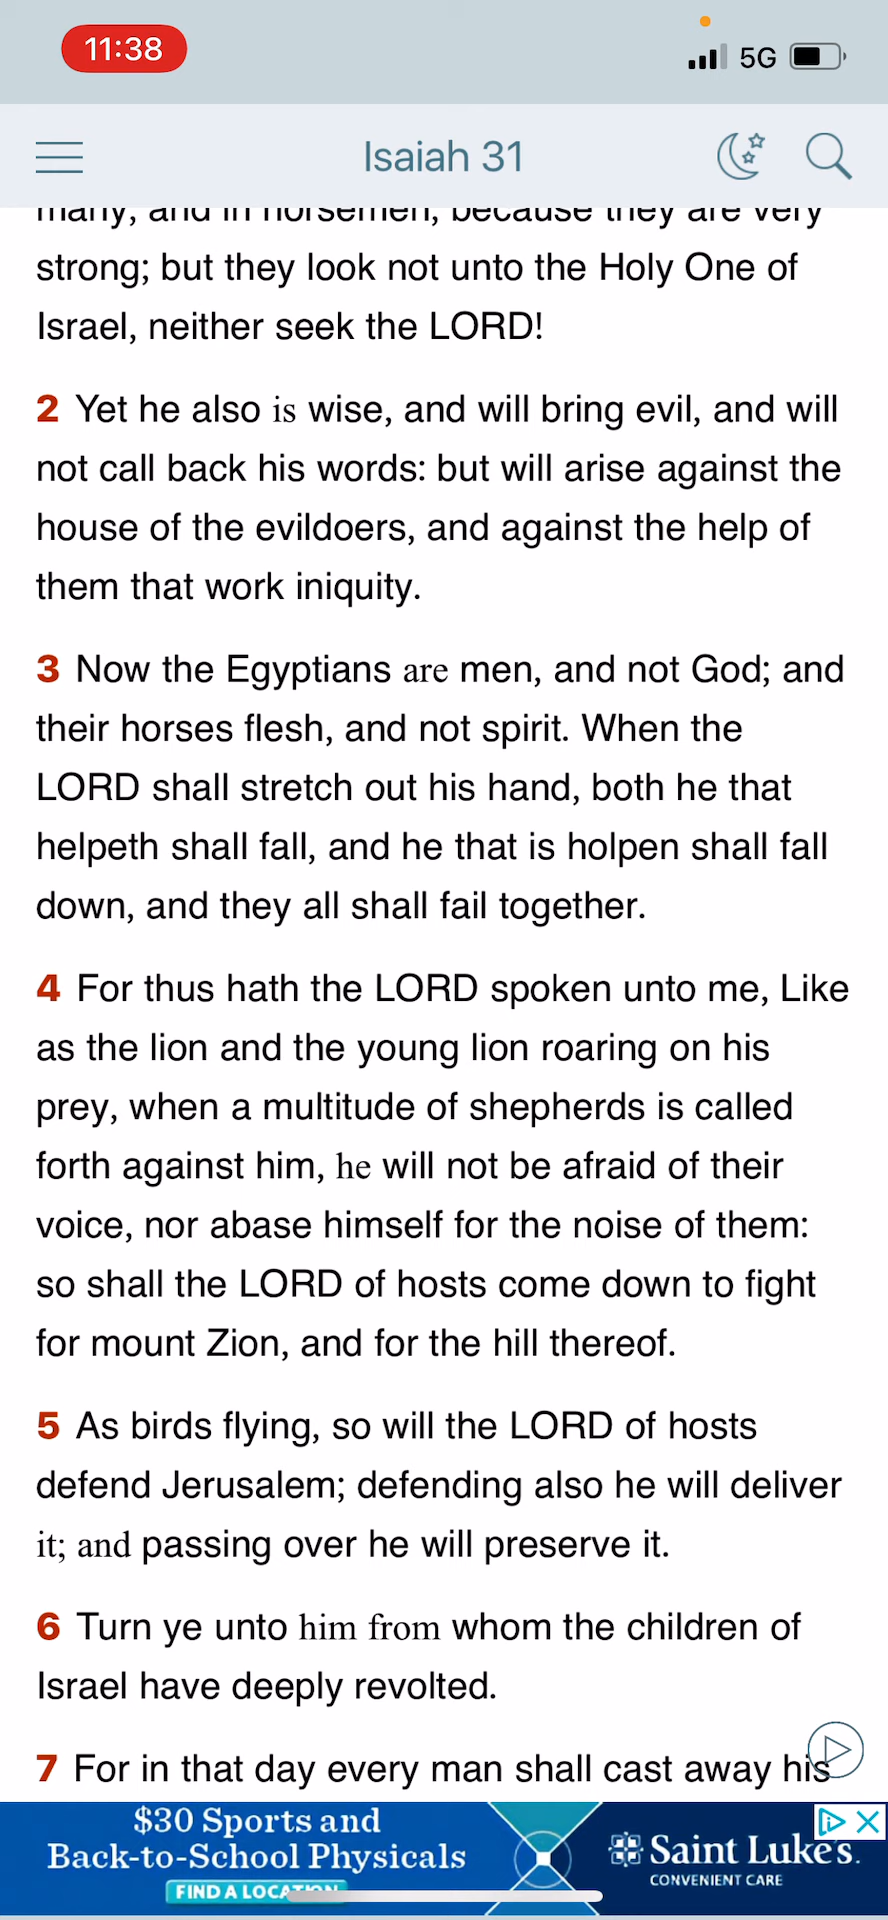 11:38
5G
Isaiah 31
many; and in horsemen, because they are very
strong; but they look not unto the Holy One of
Israel, neither seek the LORD!
2 Yet he also is wise, and will bring evil, and will
not call back his words: but will arise against the
house of the evildoers, and against the help of
them that work iniquity.
3 Now the Egyptians are men, and not God; and
their horses flesh, and not spirit. When the
LORD shall stretch out his hand, both he that
helpeth shall fall, and he that is holpen shall fall
down, and they all shall fail together.
4 For thus hath the LORD spoken unto me, Like
as the lion and the young lion roaring on his
prey, when a multitude of shepherds is called
forth against him, he will not be afraid of their
voice, nor abase himself for the noise of them:
so shall the LORD of hosts come down to fight
for mount Zion, and for the hill thereof.
5 As birds flying, so will the LORD of hosts
defend Jerusalem; defending also he will deliver
it; and passing over he will preserve it.
6 Turn ye unto him from whom the children of
Israel have deeply revolted.
7 For in that day every man shall cast away his
$30 Sports and
Back-to-School Physicals
FIND A LOCATION
Saint Luke's.
CONVENIENT CARE